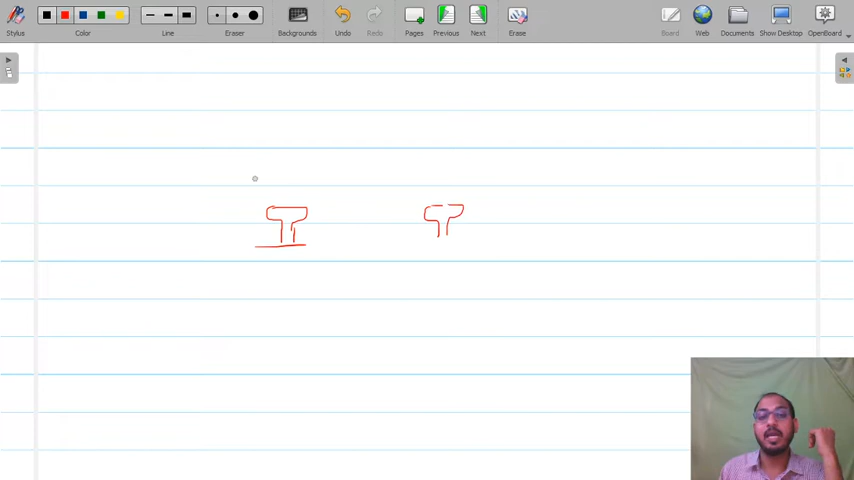 Stylus Color Line Eraser Backgrounds Undo Redo Pages Previous Next Erase Board Web Documents Show Desktop OpenBoard